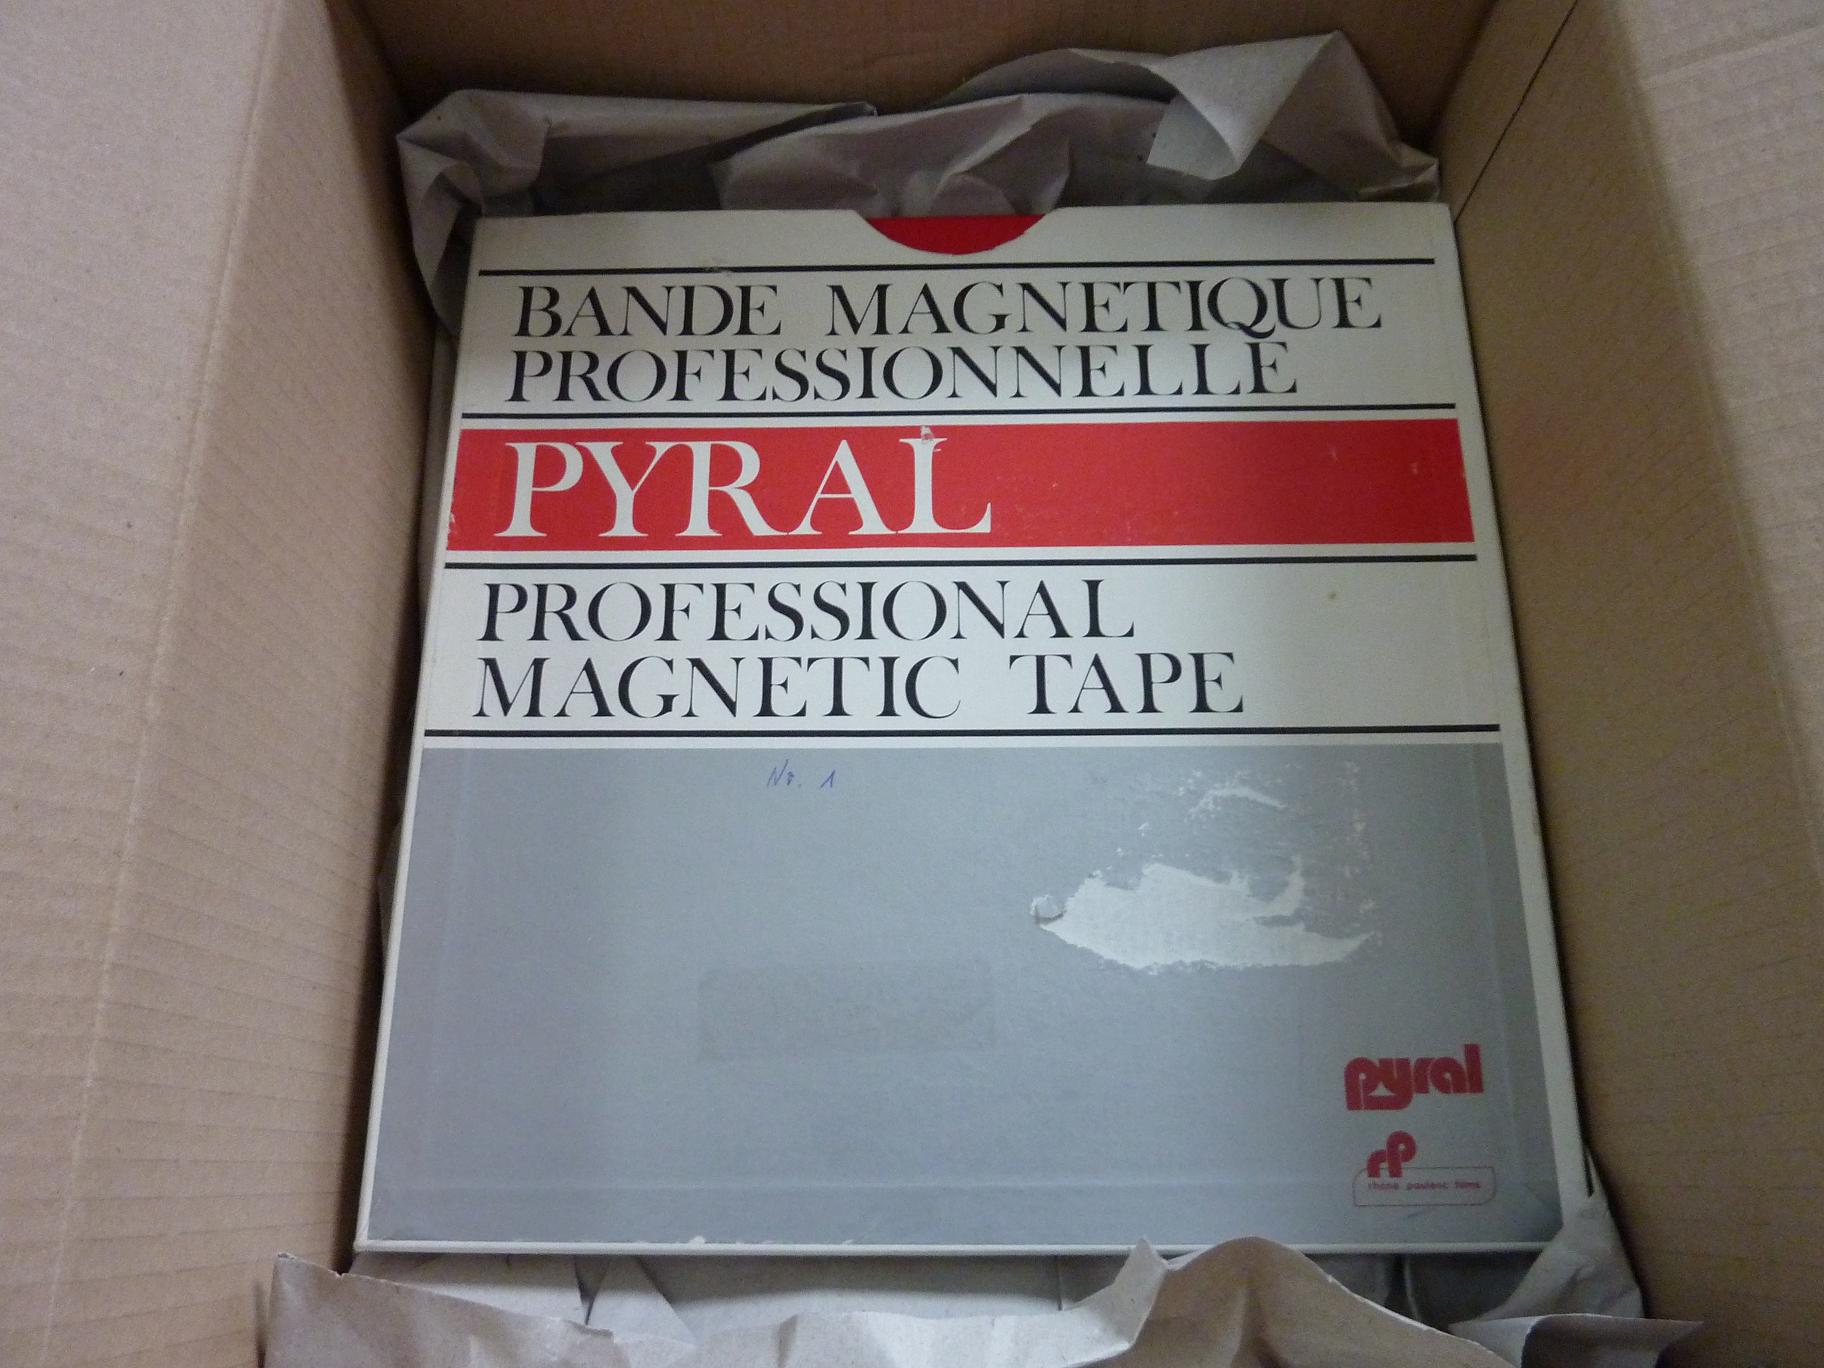 BANDE MAGNETIQUE
PROFESSIONNELLE
PYRAL
PROFESSIONAL
MAGNETIC TAPE
Nr. 1
pyral
rp
rhone poulenc films